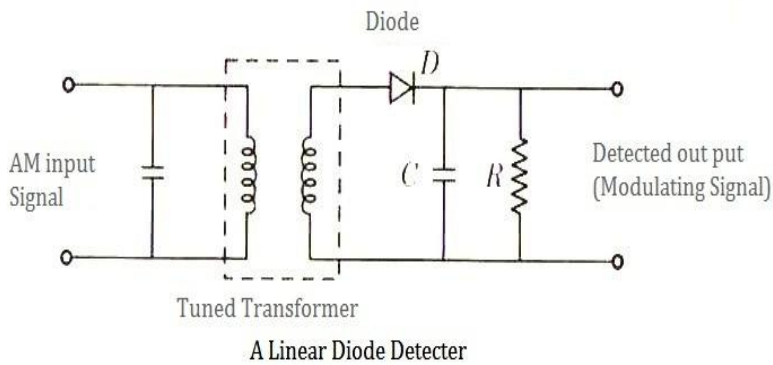 Diode
D
AM input
Signal
C
R
Detected out put
(Modulating Signal)
Tuned Transformer
A Linear Diode Detecter